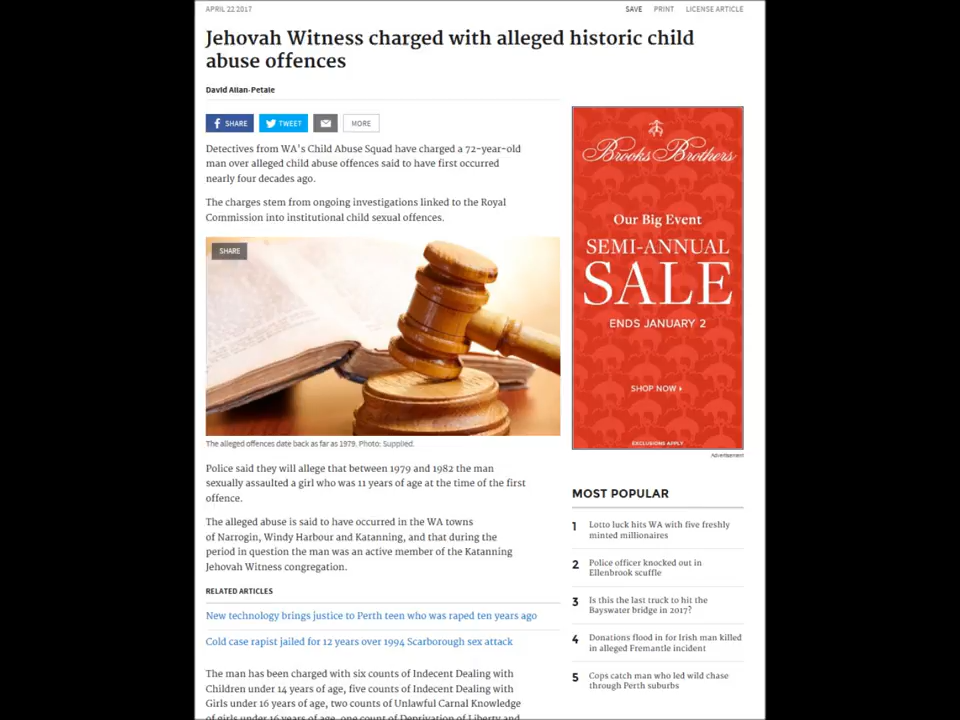 APRIL 22 2017
SAVE PRINT LICENSE ARTICLE
Jehovah Witness charged with alleged historic child
abuse offences
David Allan-Petale
SHARE TWEET MORE
Detectives from WA's Child Abuse Squad have charged a 72-year-old
man over alleged child abuse offences said to have first occurred
nearly four decades ago.
The charges stem from ongoing investigations linked to the Royal
Commission into institutional child sexual offences.
SHARE
The alleged offences date back as far as 1979. Photo: Supplied.
Police said they will allege that between 1979 and 1982 the man
sexually assaulted a girl who was 11 years of age at the time of the first
offence.
The alleged abuse is said to have occurred in the WA towns
of Narrogin, Windy Harbour and Katanning, and that during the
period in question the man was an active member of the Katanning
Jehovah Witness congregation.
RELATED ARTICLES
New technology brings justice to Perth teen who was raped ten years ago
Cold case rapist jailed for 12 years over 1994 Scarborough sex attack
The man has been charged with six counts of Indecent Dealing with
Children under 14 years of age, five counts of Indecent Dealing with
Girls under 16 years of age, two counts of Unlawful Carnal Knowledge
of girls under 16 years of age, one count of Deprivation of Liberty and
Brooks Brothers
Our Big Event
SEMI-ANNUAL
SALE
ENDS JANUARY 2
SHOP NOW
EXCLUSIONS APPLY
Advertisement
MOST POPULAR
1 Lotto luck hits WA with five freshly
minted millionaires
2 Police officer knocked out in
Ellenbrook scuffle
3 Is this the last truck to hit the
Bayswater bridge in 2017?
4 Donations flood in for Irish man killed
in alleged Fremantle incident
5 Cops catch man who led wild chase
through Perth suburbs